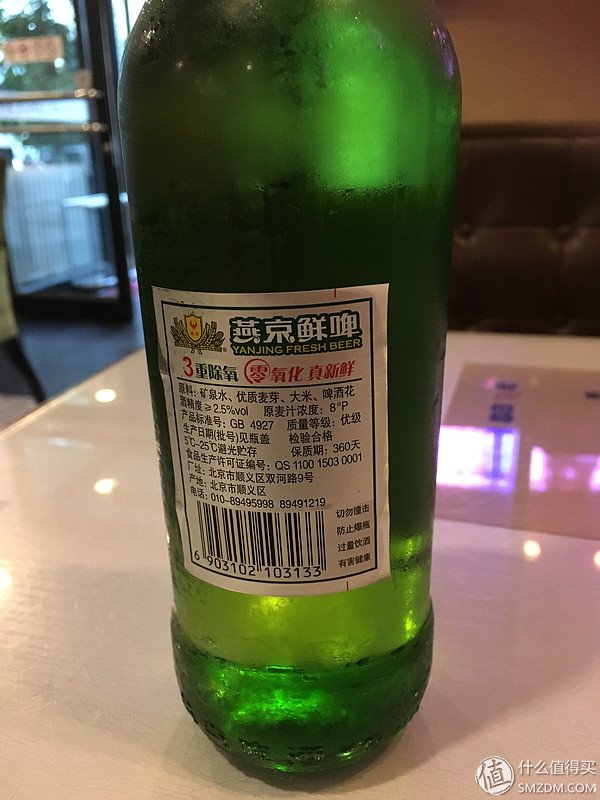 燕京鲜啤
YANJING FRESH BEER
3重除氧 零氧化 真新鲜
原料：矿泉水、优质麦芽、大米、啤酒花
酒精度≥2.5%vol 原麦汁浓度：8°P
产品标准号：GB 4927 质量等级：优级
生产日期(批号)见瓶盖 检验合格
5℃~25℃避光贮存 保质期：360天
食品生产许可证编号：QS 1100 1503 0001
厂址：北京市顺义区双河路9号
产地：北京市顺义区
电话：010-89495998 89491219
切勿撞击
防止爆瓶
过量饮酒
有害健康
6 903102 103133
值 什么值得买
SMZDM.COM